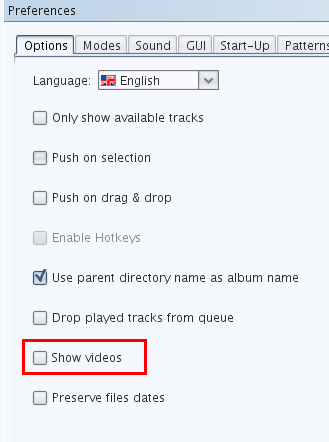 Preferences
Options Modes Sound GUI Start-Up Patterns
Language: English
Only show available tracks
Push on selection
Push on drag & drop
Enable Hotkeys
Use parent directory name as album name
Drop played tracks from queue
Show videos
Preserve files dates